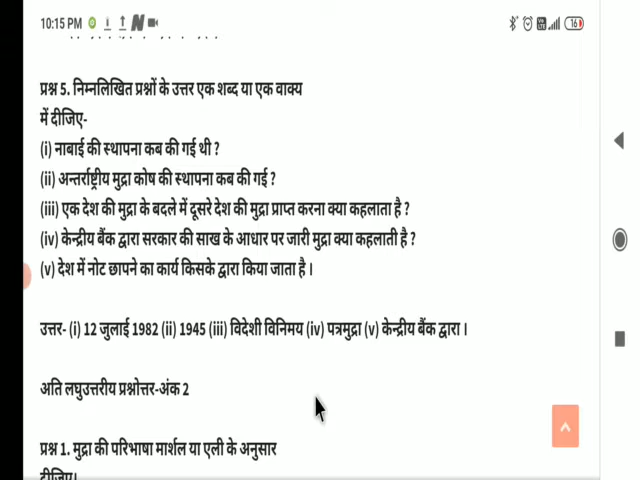 10:15 PM
16
प्रश्न 5. निम्नलिखित प्रश्नों के उत्तर एक शब्द या एक वाक्य
में दीजिए-
(i) नाबाई की स्थापना कब की गई थी ?
(ii) अन्तर्राष्ट्रीय मुद्रा कोष की स्थापना कब की गई ?
(iii) एक देश की मुद्रा के बदले में दूसरे देश की मुद्रा प्राप्त करना क्या कहलाता है ?
(iv) केन्द्रीय बैंक द्वारा सरकार की साख के आधार पर जारी मुद्रा क्या कहलाती है ?
(v) देश में नोट छापने का कार्य किसके द्वारा किया जाता है ।
उत्तर- (i) 12 जुलाई 1982 (ii) 1945 (iii) विदेशी विनिमय (iv) पत्रमुद्रा (v) केन्द्रीय बैंक द्वारा ।
अति लघुउत्तरीय प्रश्नोत्तर-अंक 2
प्रश्न 1. मुद्रा की परिभाषा मार्शल या एली के अनुसार
दीजिए।